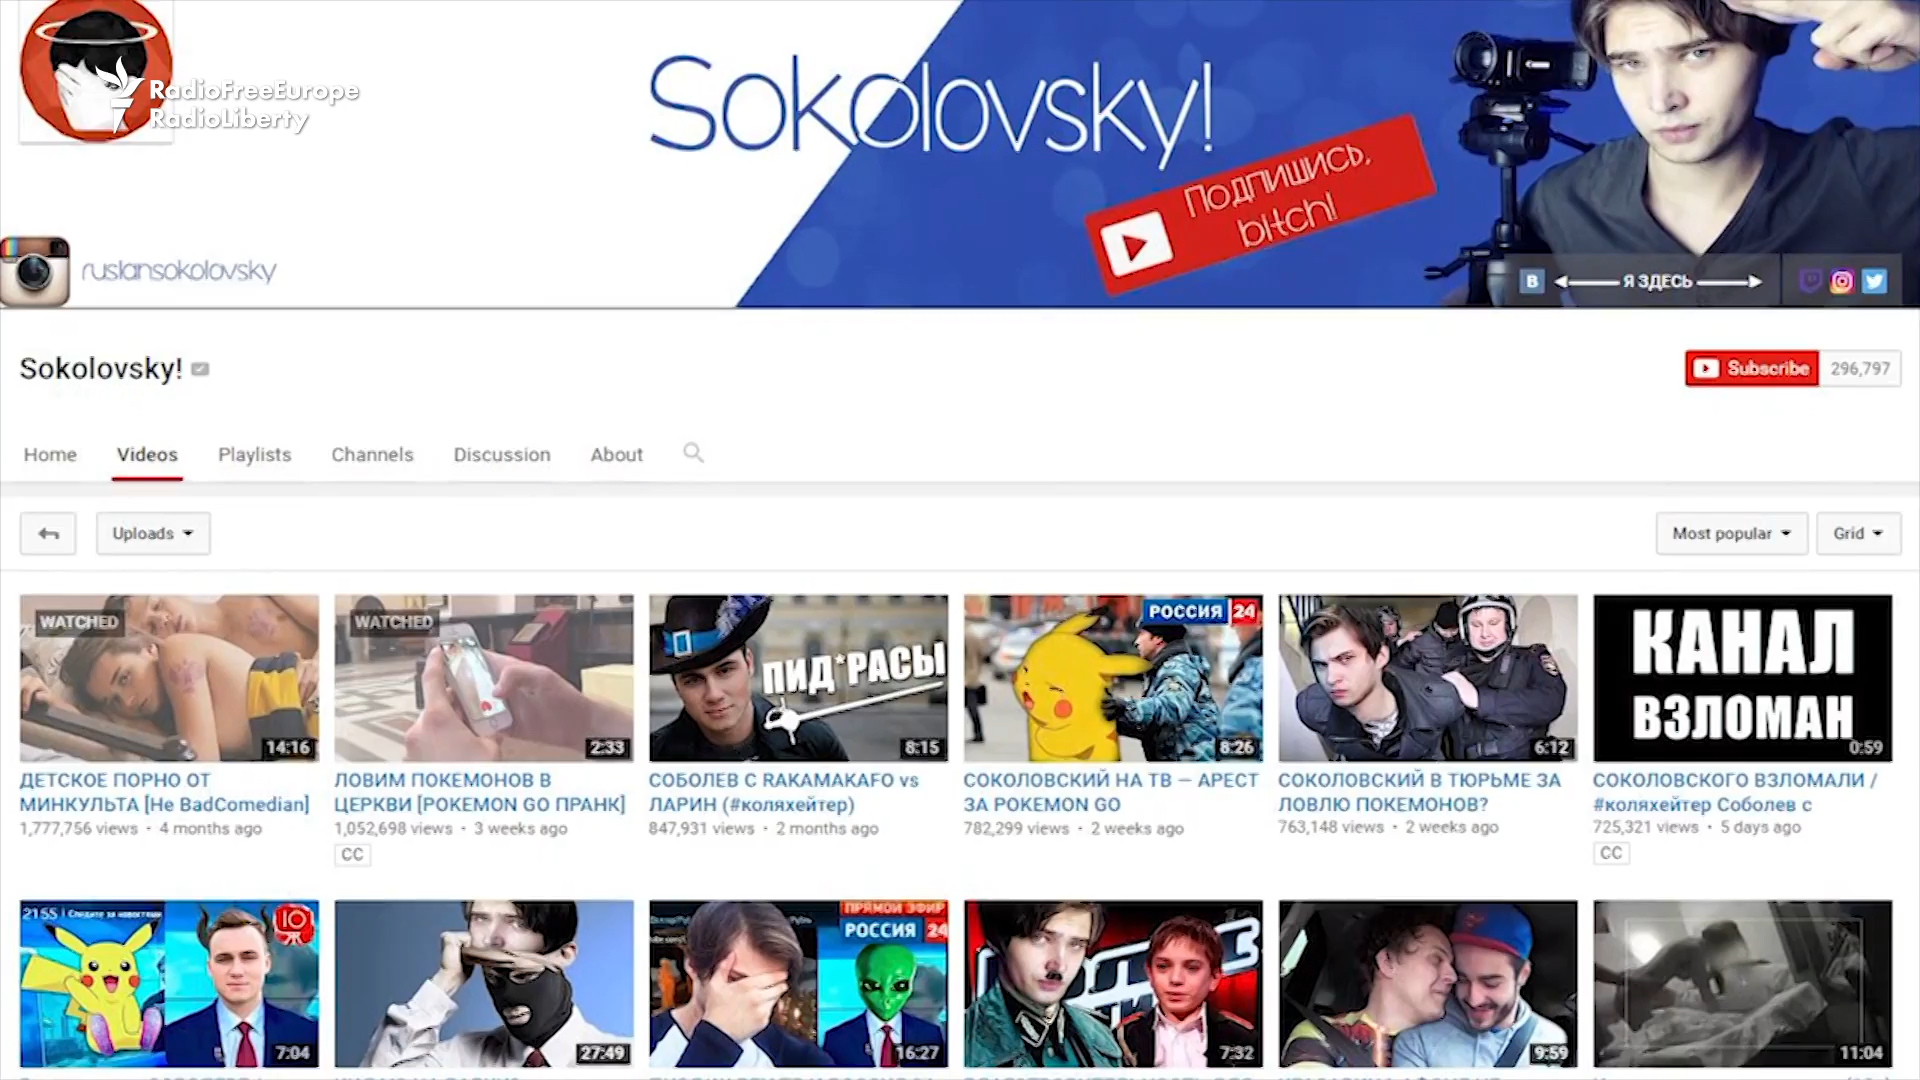 RadioFreeEurope
RadioLiberty
Sokolovsky!
Подпишись,
bitch!
ruslansokolovsky
B
Я ЗДЕСЬ
Sokolovsky!
Subscribe 296,797
Home Videos Playlists Channels Discussion About
Uploads Most popular Grid
WATCHED
14:16
ДЕТСКОЕ ПОРНО ОТ
МИНКУЛЬТА [Не BadComedian]
1,777,756 views · 4 months ago
WATCHED
2:33
ЛОВИМ ПОКЕМОНОВ В
ЦЕРКВИ [POKEMON GO ПРАНК]
1,052,698 views · 3 weeks ago
CC
ПИД*РАСЫ
8:15
СОБОЛЕВ С RAKAMAKAFO vs
ЛАРИН (#коляхейтер)
847,931 views · 2 months ago
РОССИЯ 24
8:26
СОКОЛОВСКИЙ НА ТВ — АРЕСТ
ЗА POKEMON GO
782,299 views · 2 weeks ago
6:12
СОКОЛОВСКИЙ В ТЮРЬМЕ ЗА
ЛОВЛЮ ПОКЕМОНОВ?
763,148 views · 2 weeks ago
КАНАЛ
ВЗЛОМАН
0:59
СОКОЛОВСКОГО ВЗЛОМАЛИ /
#коляхейтер Соболев с
725,321 views · 5 days ago
CC
2155 Следите за новостями
7:04
27:49
ПРЯМОЙ ЭФИР
РОССИЯ 24
16:27
7:32
9:59
11:04